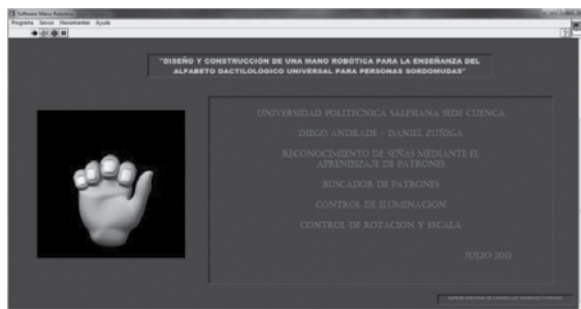 Software Mano Robotica
Programa Servos Herramientas Ayuda
"DISEÑO Y CONSTRUCCIÓN DE UNA MANO ROBÓTICA PARA LA ENSEÑANZA DEL
ALFABETO DACTILOLÓGICO UNIVERSAL PARA PERSONAS SORDOMUDAS"
UNIVERSIDAD POLITECNICA SALESIANA SEDE CUENCA
DIEGO ANDRADE - DANIEL ZUÑIGA
RECONOCIMIENTO DE SEÑAS MEDIANTE EL
APRENDIZAJE DE PATRONES
BUSCADOR DE PATRONES
CONTROL DE ILUMINACION
CONTROL DE ROTACION Y ESCALA
JULIO 2011